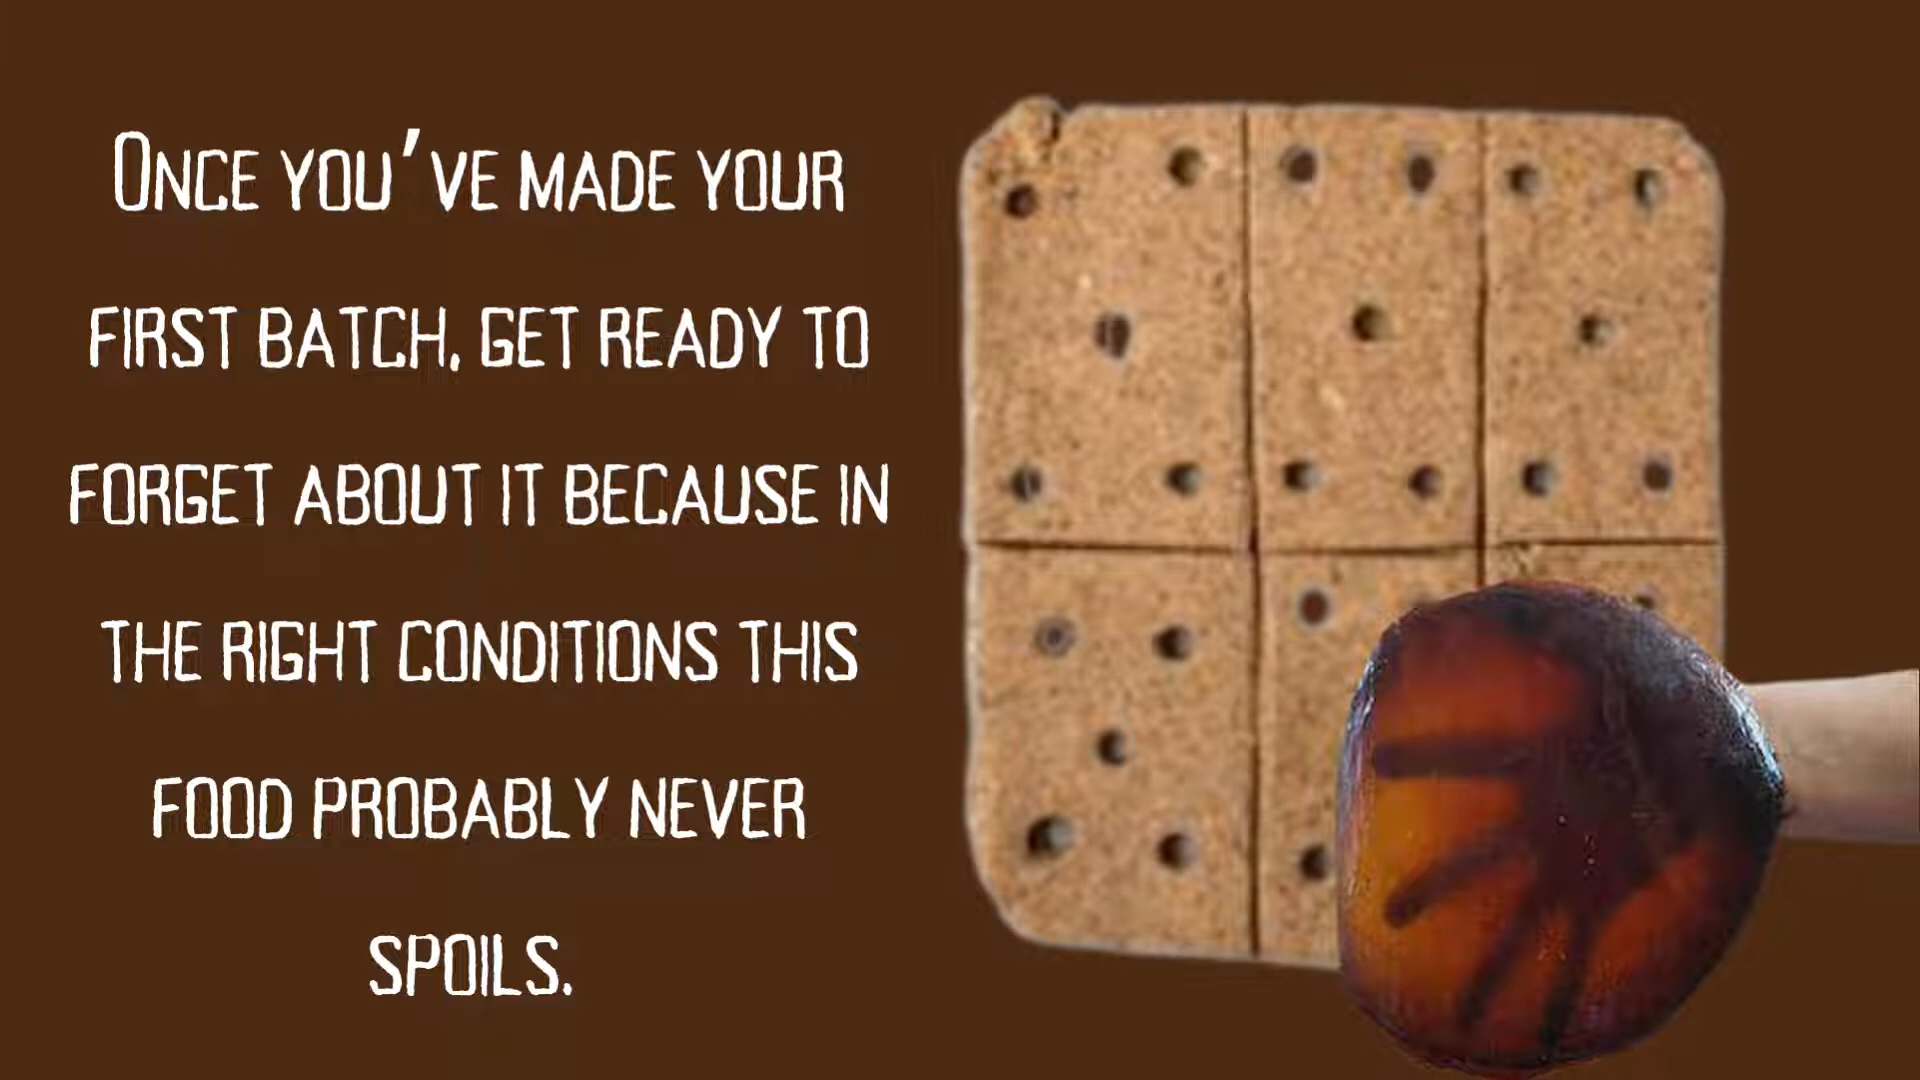 Once you've made your
first batch, get ready to
forget about it because in
the right conditions this
food probably never
spoils.